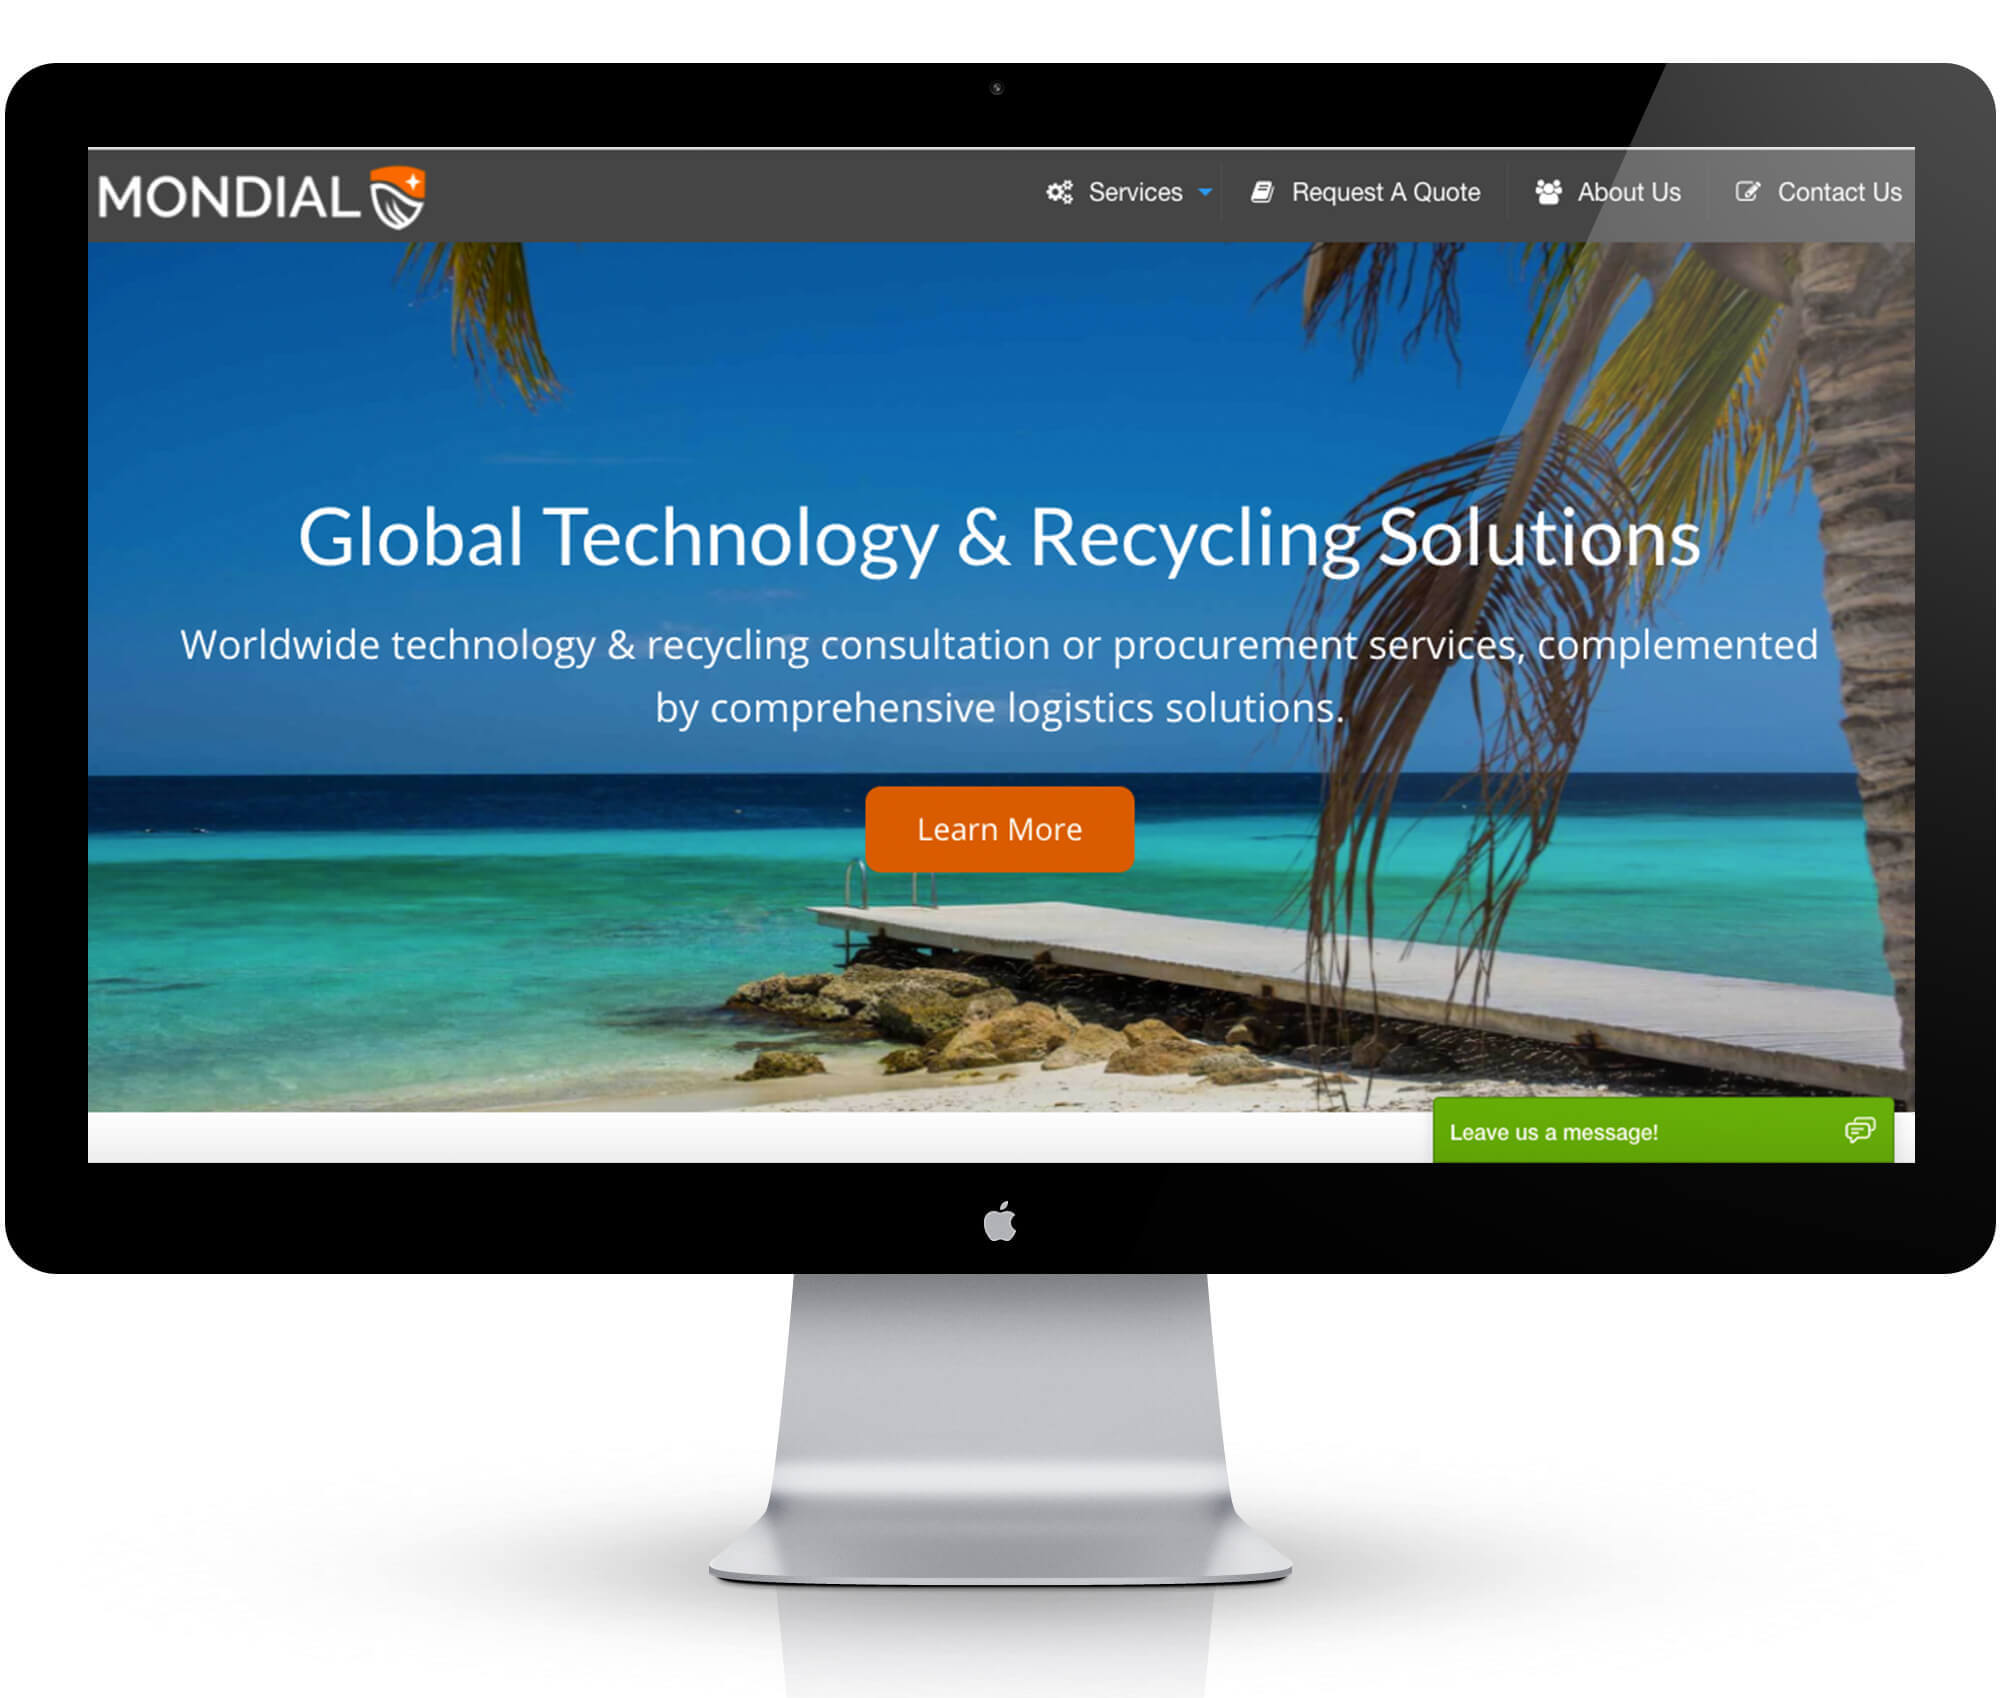 MONDIAL
Services
Request A Quote
About Us
Contact Us
Global Technology & Recycling Solutions
Worldwide technology & recycling consultation or procurement services, complemented
by comprehensive logistics solutions.
Learn More
Leave us a message!